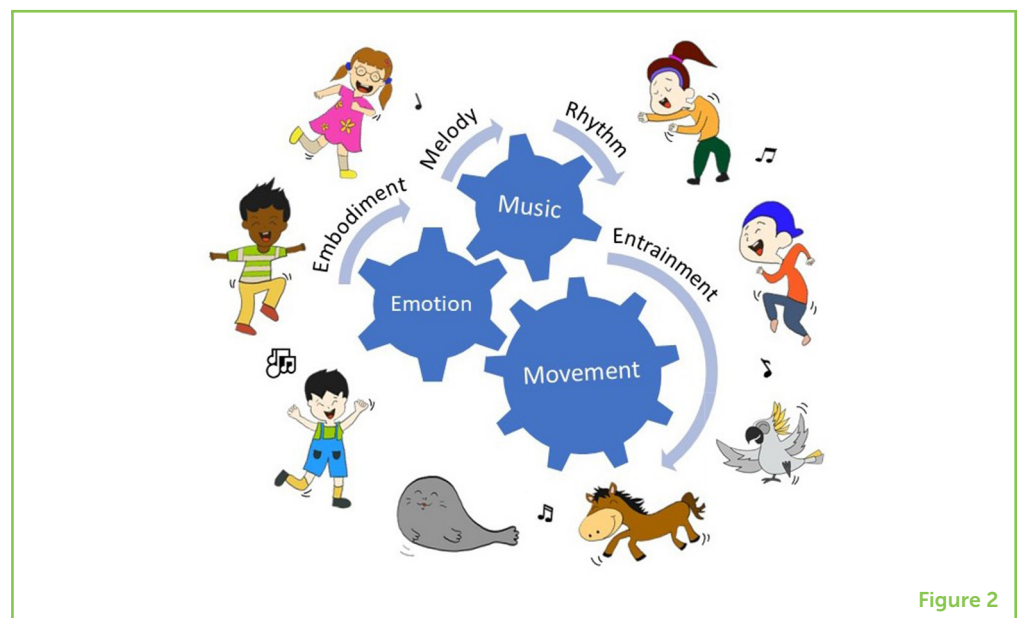 Melody
Rhythm
Music
Embodiment
Entrainment
Emotion
Movement
Figure 2